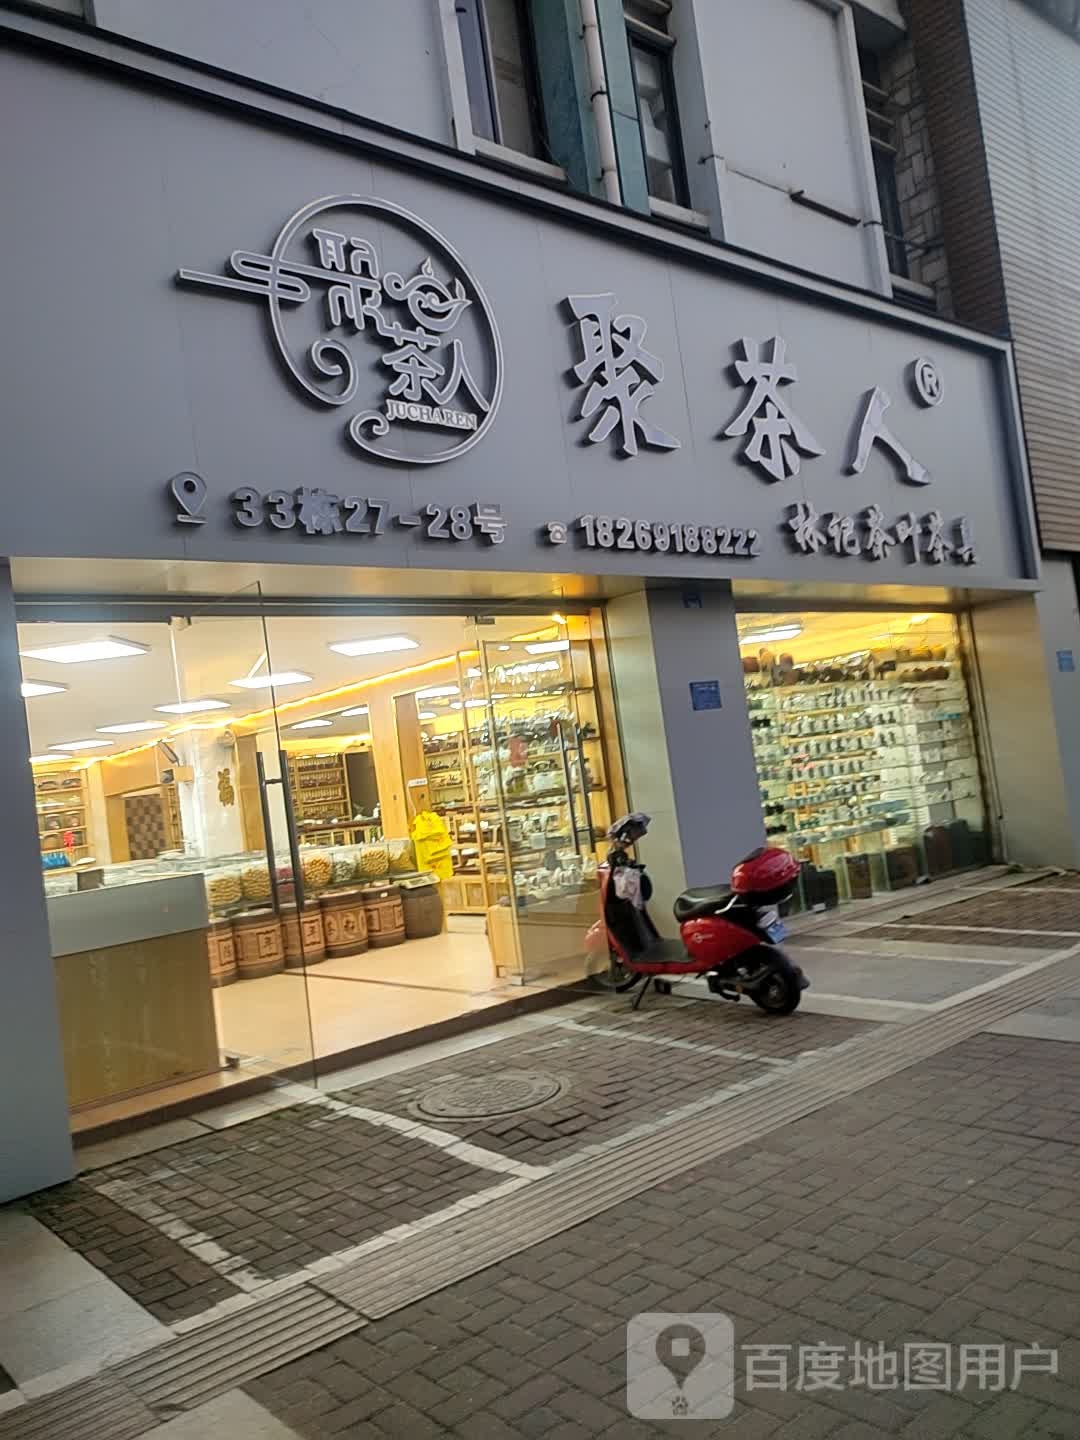 聚茶人
JUCHAREN
聚茶人®
33栋27-28号
18269188222
林记茶叶茶具
百度地图用户